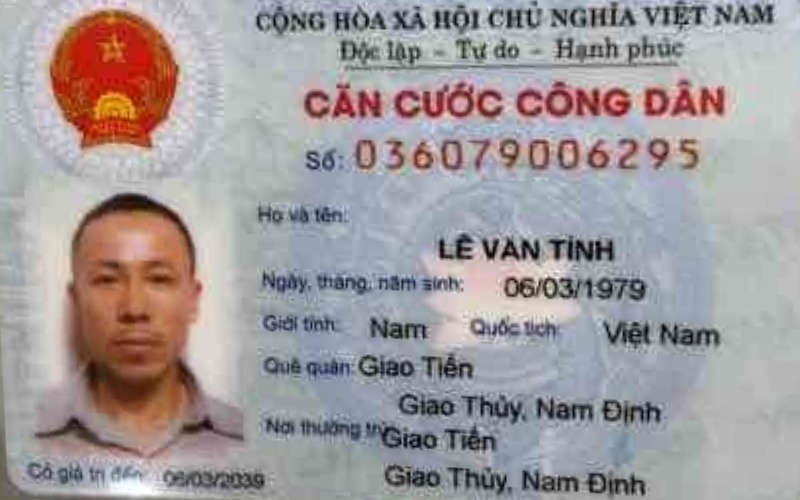 CỘNG HÒA XÃ HỘI CHỦ NGHĨA VIỆT NAM
Độc lập - Tự do - Hạnh phúc
CĂN CƯỚC CÔNG DÂN
Số: 036079006295
Họ và tên:
LÊ VAN TÌNH
Ngày, tháng, năm sinh: 06/03/1979
Giới tính: Nam Quốc tịch: Việt Nam
Quê quán: Giao Tiến
Giao Thủy, Nam Định
Nơi thường trú Giao Tiến
Giao Thủy, Nam Định
Có giá trị đến: 06/03/2039